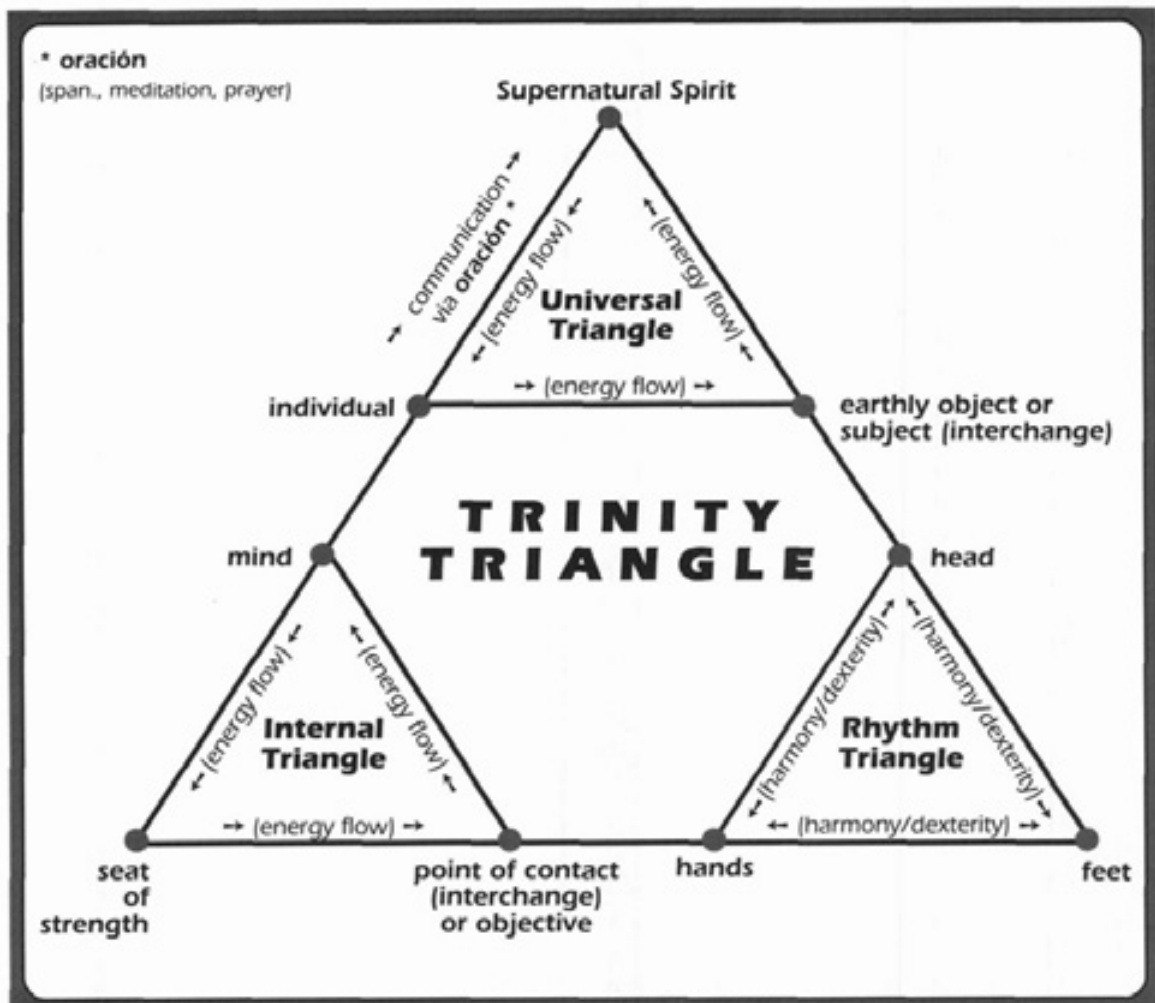 * oración
(span., meditation, prayer)
Supernatural Spirit
→ communication →
via oración *
← (energy flow) ←
← (energy flow) ←
Universal
Triangle
→ (energy flow) →
individual
earthly object or
subject (interchange)
TRINITY
TRIANGLE
mind
head
← (energy flow) ←
← (energy flow) ←
Internal
Triangle
→ (energy flow) →
← (harmony/dexterity) →
← (harmony/dexterity) →
Rhythm
Triangle
← (harmony/dexterity) →
seat
of
strength
point of contact
(interchange)
or objective
hands
feet